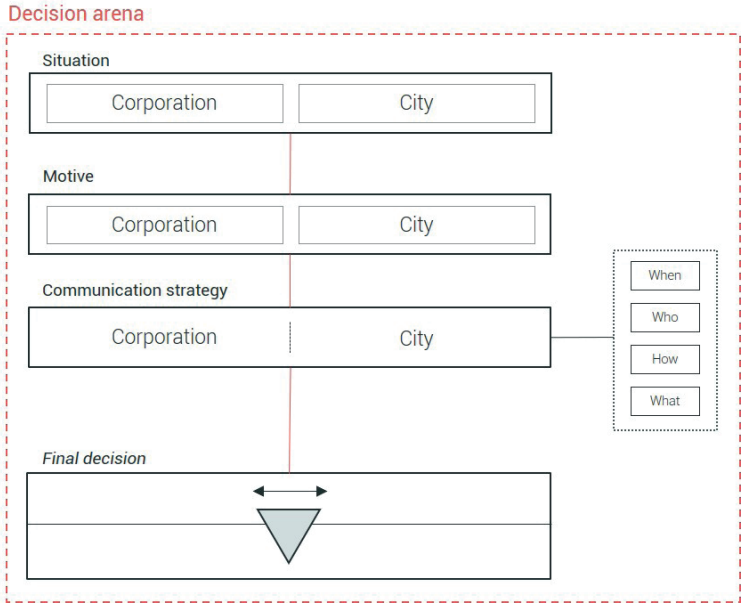 Decision arena
Situation
Corporation City
Motive
Corporation City
Communication strategy
Corporation City
When
Who
How
What
Final decision